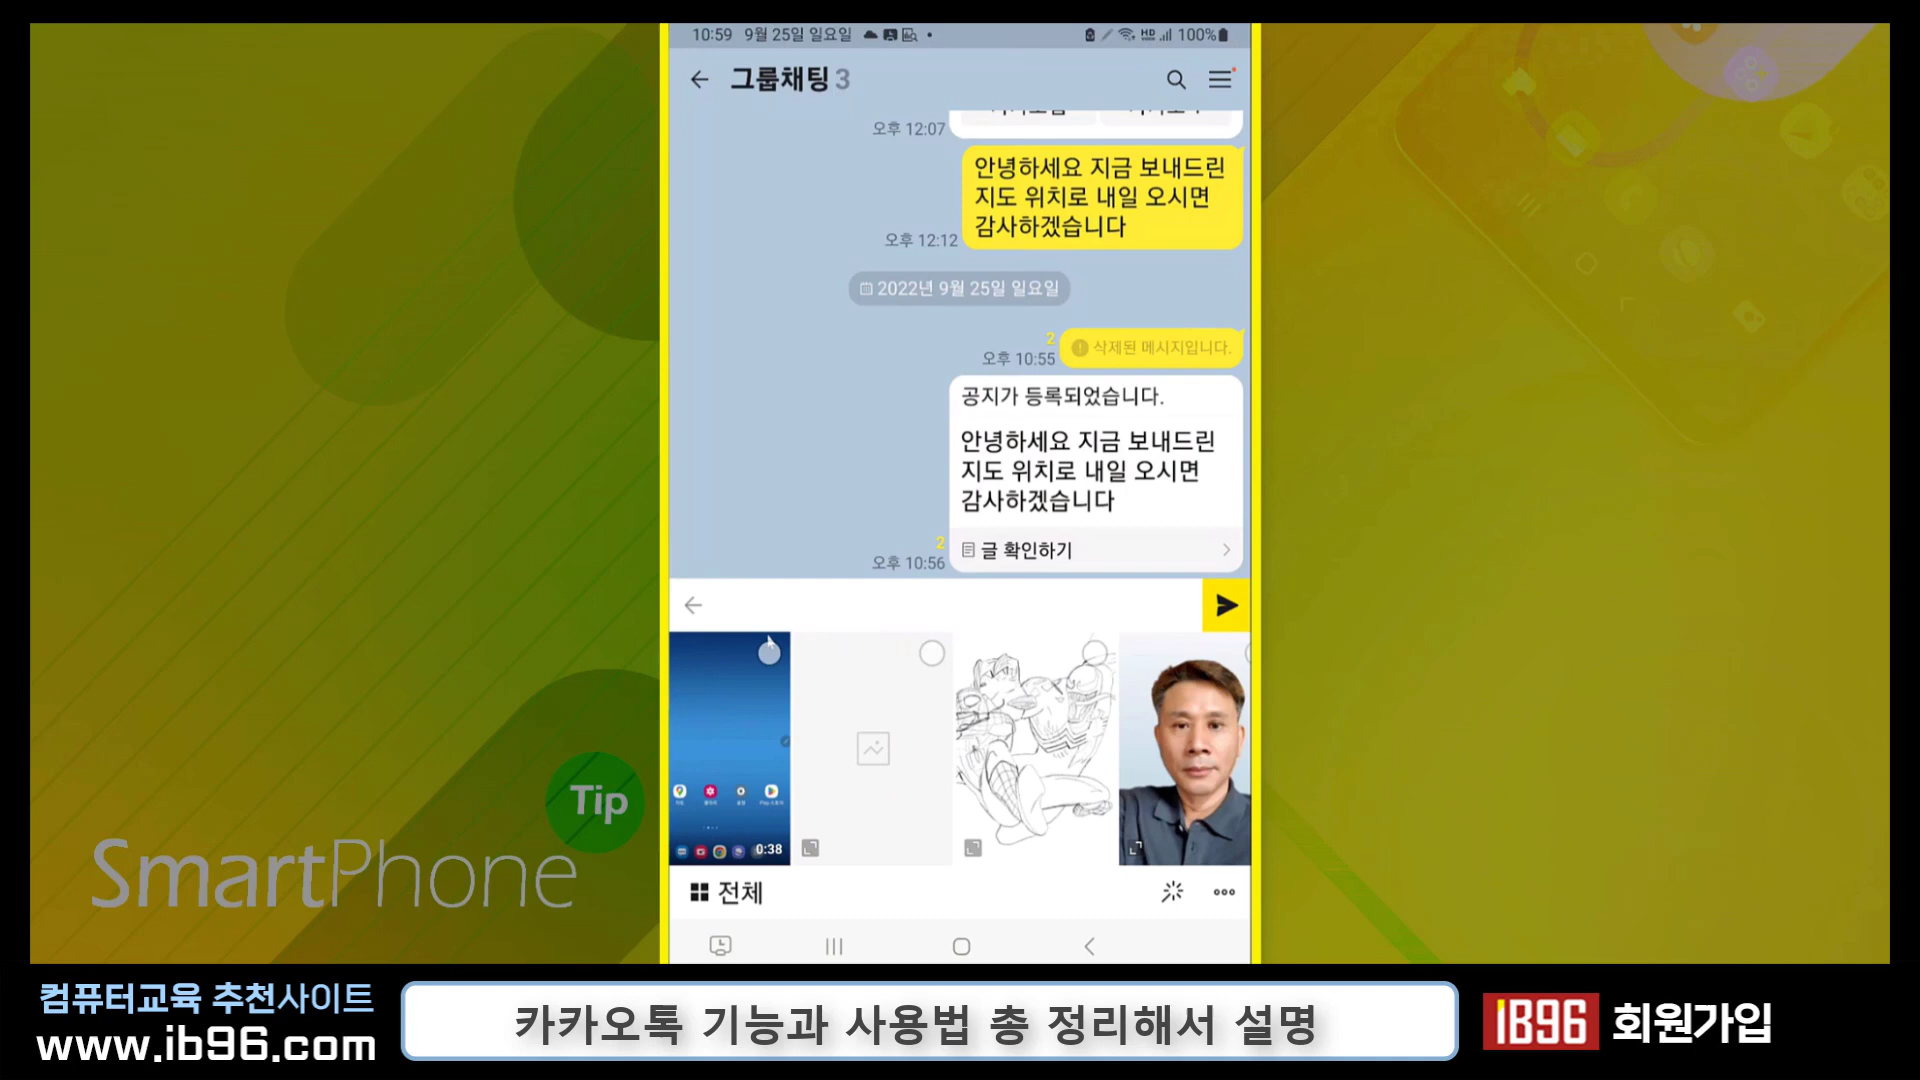 10:59 9월 25일 일요일
100%
그룹채팅 3
오후 12:07
안녕하세요 지금 보내드린
지도 위치로 내일 오시면
감사하겠습니다
오후 12:12
2022년 9월 25일 일요일
2
삭제된 메시지입니다.
오후 10:55
공지가 등록되었습니다.
안녕하세요 지금 보내드린
지도 위치로 내일 오시면
감사하겠습니다
2
글 확인하기
오후 10:56
0:38
전체
Tip
SmartPhone
컴퓨터교육 추천사이트
www.ib96.com
카카오톡 기능과 사용법 총 정리해서 설명
IB96 회원가입